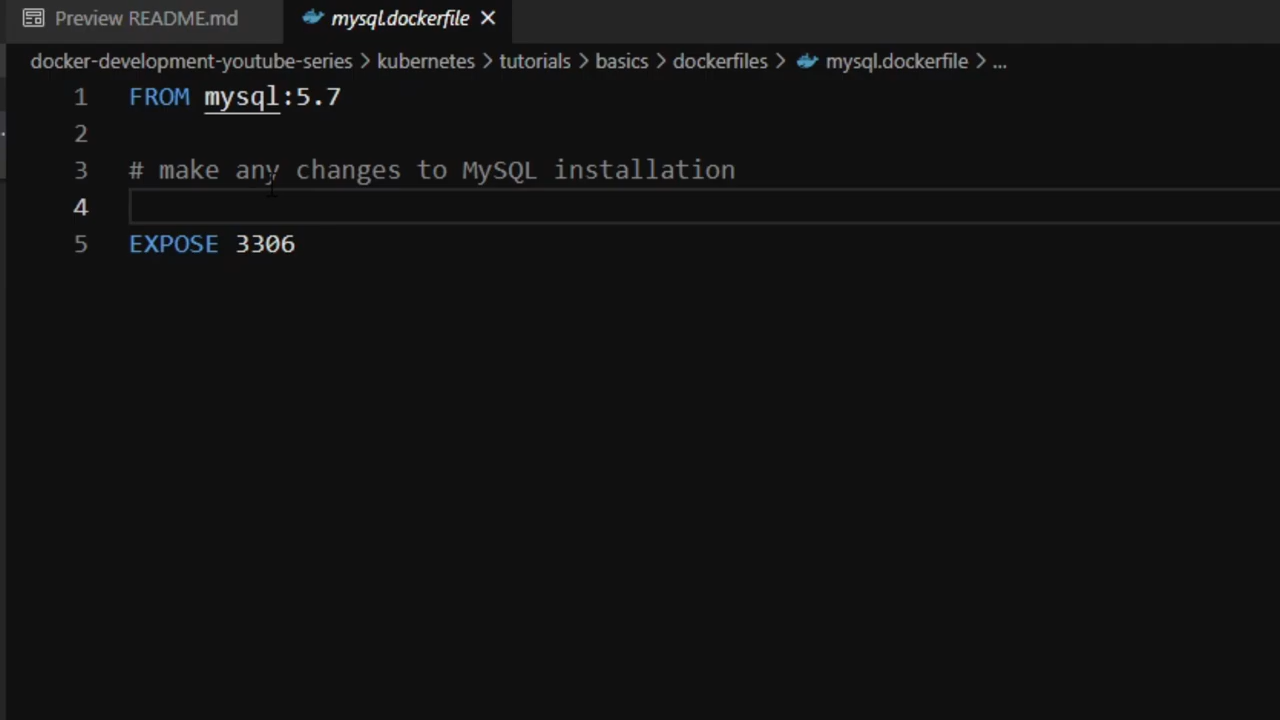 Preview README.md mysql.dockerfile
docker-development-youtube-series > kubernetes > tutorials > basics > dockerfiles > mysql.dockerfile > ...
1 FROM mysql:5.7
2
3 # make any changes to MySQL installation
4
5 EXPOSE 3306